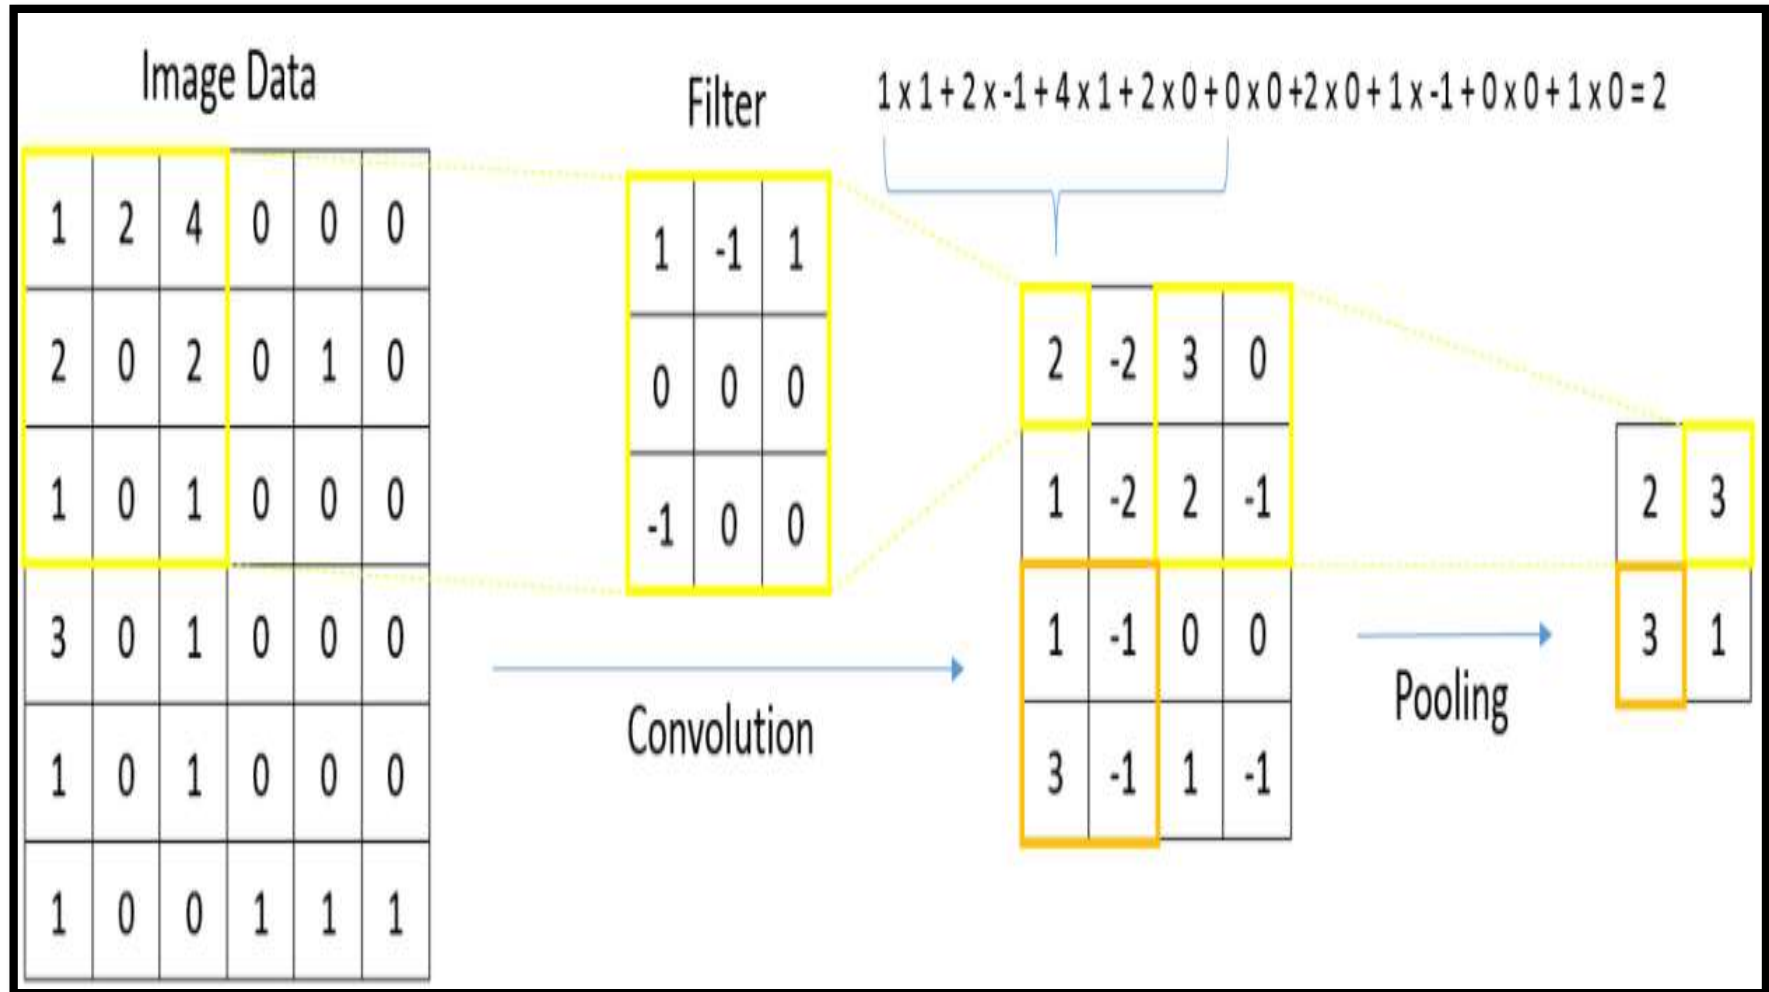 Image Data
Filter
1 x 1 + 2 x -1 + 4 x 1 + 2 x 0 + 0 x 0 +2 x 0 + 1 x -1 + 0 x 0 + 1 x 0 = 2
1 2 4 0 0 0
2 0 2 0 1 0
1 0 1 0 0 0
3 0 1 0 0 0
1 0 1 0 0 0
1 0 0 1 1 1
1 -1 1
0 0 0
-1 0 0
Convolution
2 -2 3 0
1 -2 2 -1
1 -1 0 0
3 -1 1 -1
Pooling
2 3
3 1